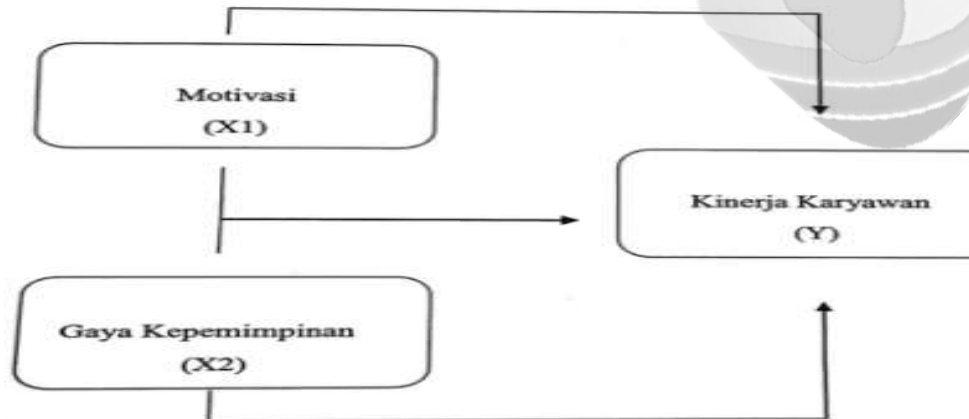 Motivasi
(X1)
Kinerja Karyawan
(Y)
Gaya Kepemimpinan
(X2)